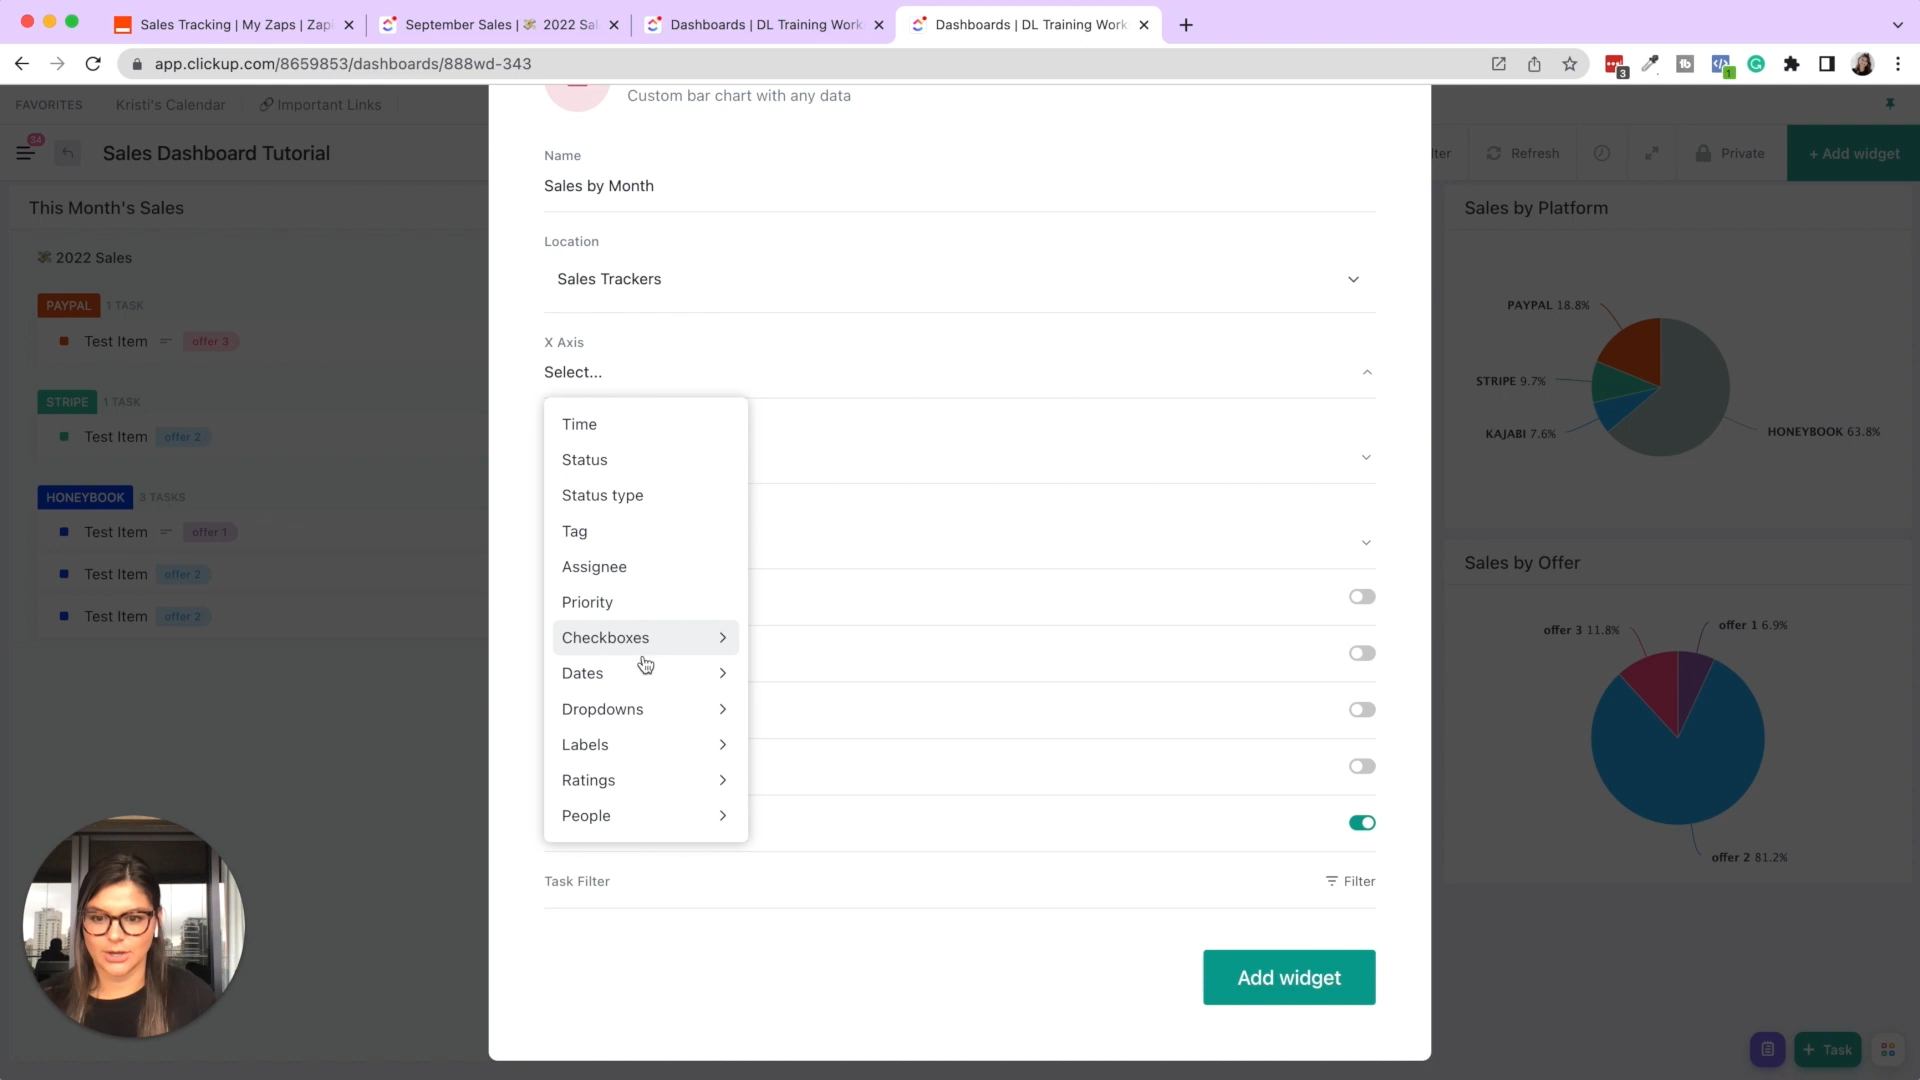 Sales Tracking | My Zaps | Zap
September Sales | 💸 2022 Sal
Dashboards | DL Training Work
Dashboards | DL Training Work
app.clickup.com/8659853/dashboards/888wd-343
3
1
FAVORITES
Kristi's Calendar
Important Links
34
Sales Dashboard Tutorial
Refresh
Private
+ Add widget
This Month's Sales
💸 2022 Sales
PAYPAL 1 TASK
Test Item offer 3
STRIPE 1 TASK
Test Item offer 2
HONEYBOOK 3 TASKS
Test Item offer 1
Test Item offer 2
Test Item offer 2
Custom bar chart with any data
Name
Sales by Month
Location
Sales Trackers
X Axis
Select...
Time
Status
Status type
Tag
Assignee
Priority
Checkboxes
Dates
Dropdowns
Labels
Ratings
People
Task Filter
Filter
Add widget
Sales by Platform
PAYPAL 18.8%
STRIPE 9.7%
KAJABI 7.6%
HONEYBOOK 63.8%
Sales by Offer
offer 3 11.8%
offer 1 6.9%
offer 2 81.2%
+ Task